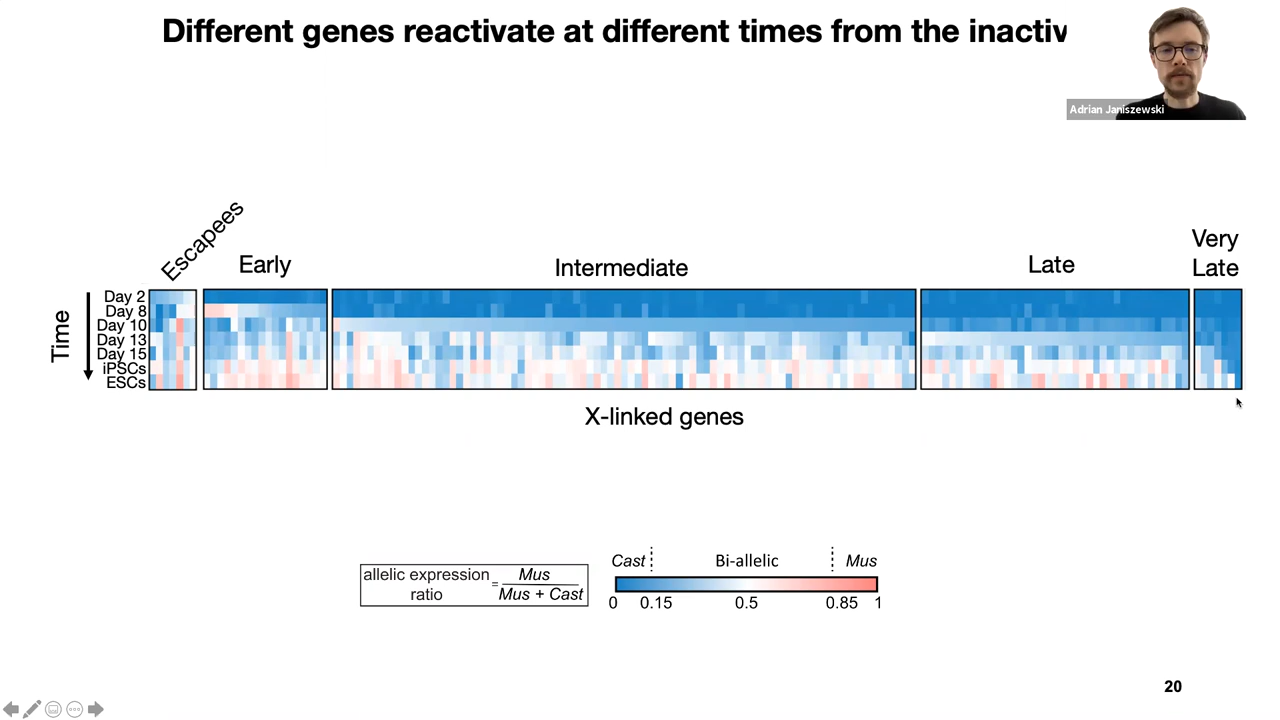 Different genes reactivate at different times from the inactiv
Adrian Janiszewski
Escapees
Early
Intermediate
Late
Very
Late
Time
Day 2
Day 8
Day 10
Day 13
Day 15
iPSCs
ESCs
X-linked genes
allelic expression
ratio
=
Mus
Mus + Cast
Cast
Bi-allelic
Mus
0 0.15 0.5 0.85 1
20